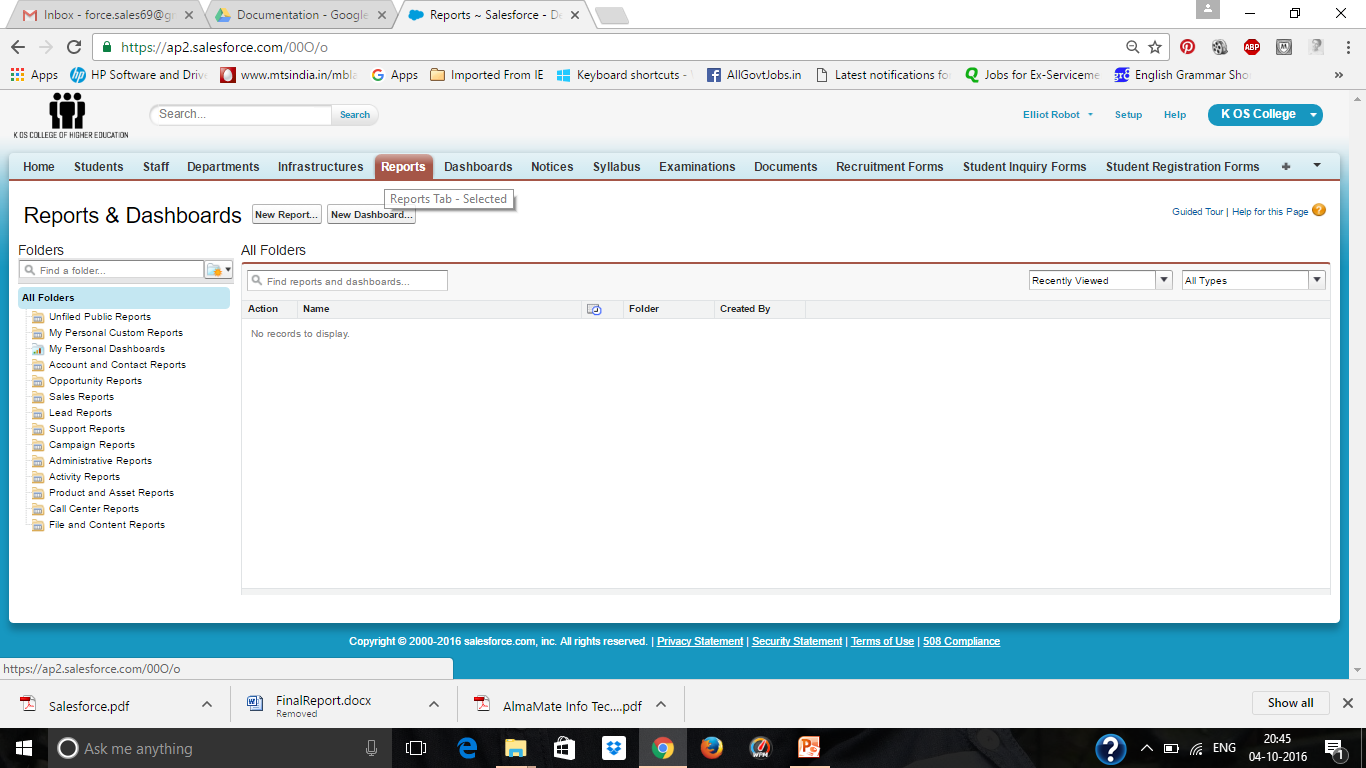 Inbox - force.sales69@gm
Documentation - Google
Reports ~ Salesforce - De
https://ap2.salesforce.com/00O/o
ABP
Apps
HP Software and Drive
www.mtsindia.in/mbla
Apps
Imported From IE
Keyboard shortcuts -
AllGovtJobs.in
Latest notifications fo
Jobs for Ex-Serviceme
English Grammar Sho
»
K OS COLLEGE OF HIGHER EDUCATION
Search...
Search
Elliot Robot
Setup
Help
K OS College
Home
Students
Staff
Departments
Infrastructures
Reports
Dashboards
Notices
Syllabus
Examinations
Documents
Recruitment Forms
Student Inquiry Forms
Student Registration Forms
+
Reports Tab - Selected
Reports & Dashboards
New Report...
New Dashboard...
Guided Tour | Help for this Page
?
Folders
Find a folder...
All Folders
Unfiled Public Reports
My Personal Custom Reports
My Personal Dashboards
Account and Contact Reports
Opportunity Reports
Sales Reports
Lead Reports
Support Reports
Campaign Reports
Administrative Reports
Activity Reports
Product and Asset Reports
Call Center Reports
File and Content Reports
All Folders
Find reports and dashboards...
Recently Viewed
All Types
Action
Name
Folder
Created By
No records to display.
Copyright © 2000-2016 salesforce.com, inc. All rights reserved. | Privacy Statement | Security Statement | Terms of Use | 508 Compliance
https://ap2.salesforce.com/00O/o
Salesforce.pdf
FinalReport.docx
Removed
AlmaMate Info Tec....pdf
Show all
Ask me anything
?
ENG
20:45
04-10-2016
1